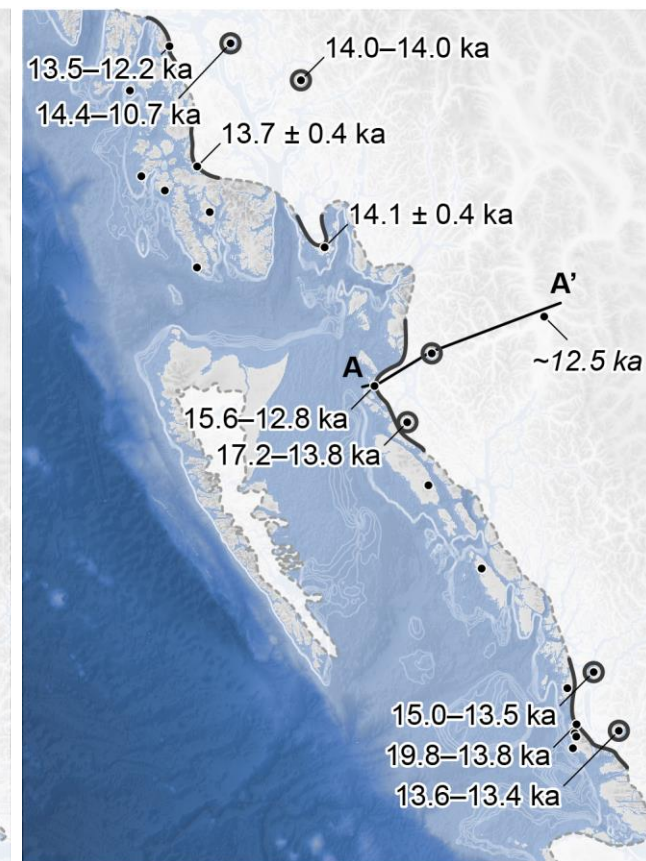 13.5–12.2 ka
14.0–14.0 ka
14.4–10.7 ka
13.7 ± 0.4 ka
14.1 ± 0.4 ka
A'
~12.5 ka
A
15.6–12.8 ka
17.2–13.8 ka
15.0–13.5 ka
19.8–13.8 ka
13.6–13.4 ka